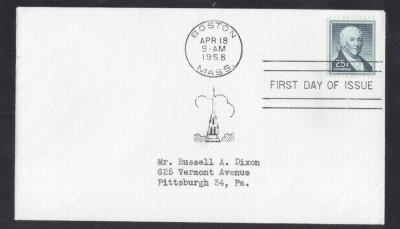 BOSTON
APR 18
9-AM
1958
MASS.
25¢
FIRST DAY OF ISSUE
Mr. Russell A. Dixon
625 Vermont Avenue
Pittsburgh 34, Pa.